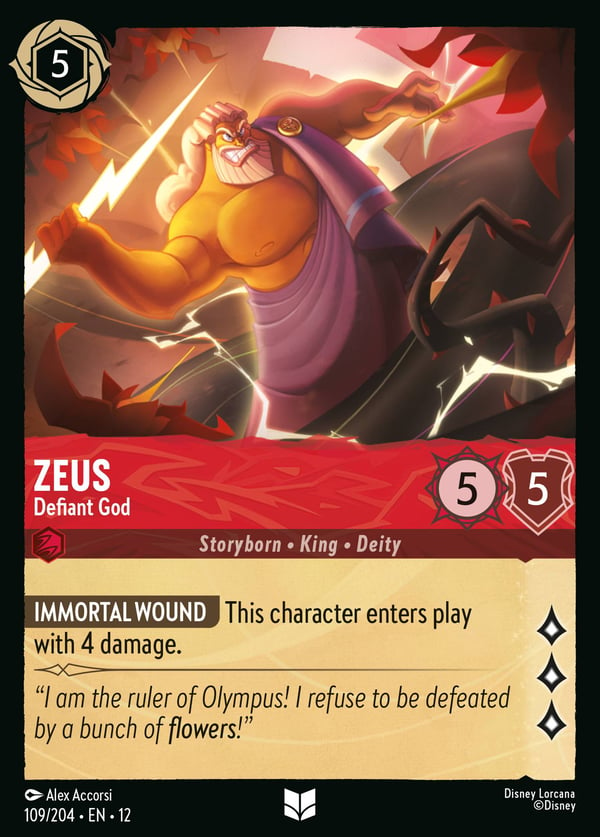 5
ZEUS
Defiant God
5
5
Storyborn • King • Deity
IMMORTAL WOUND This character enters play
with 4 damage.
“I am the ruler of Olympus! I refuse to be defeated
by a bunch of flowers!”
Alex Accorsi
109/204 • EN • 12
Disney Lorcana
©Disney